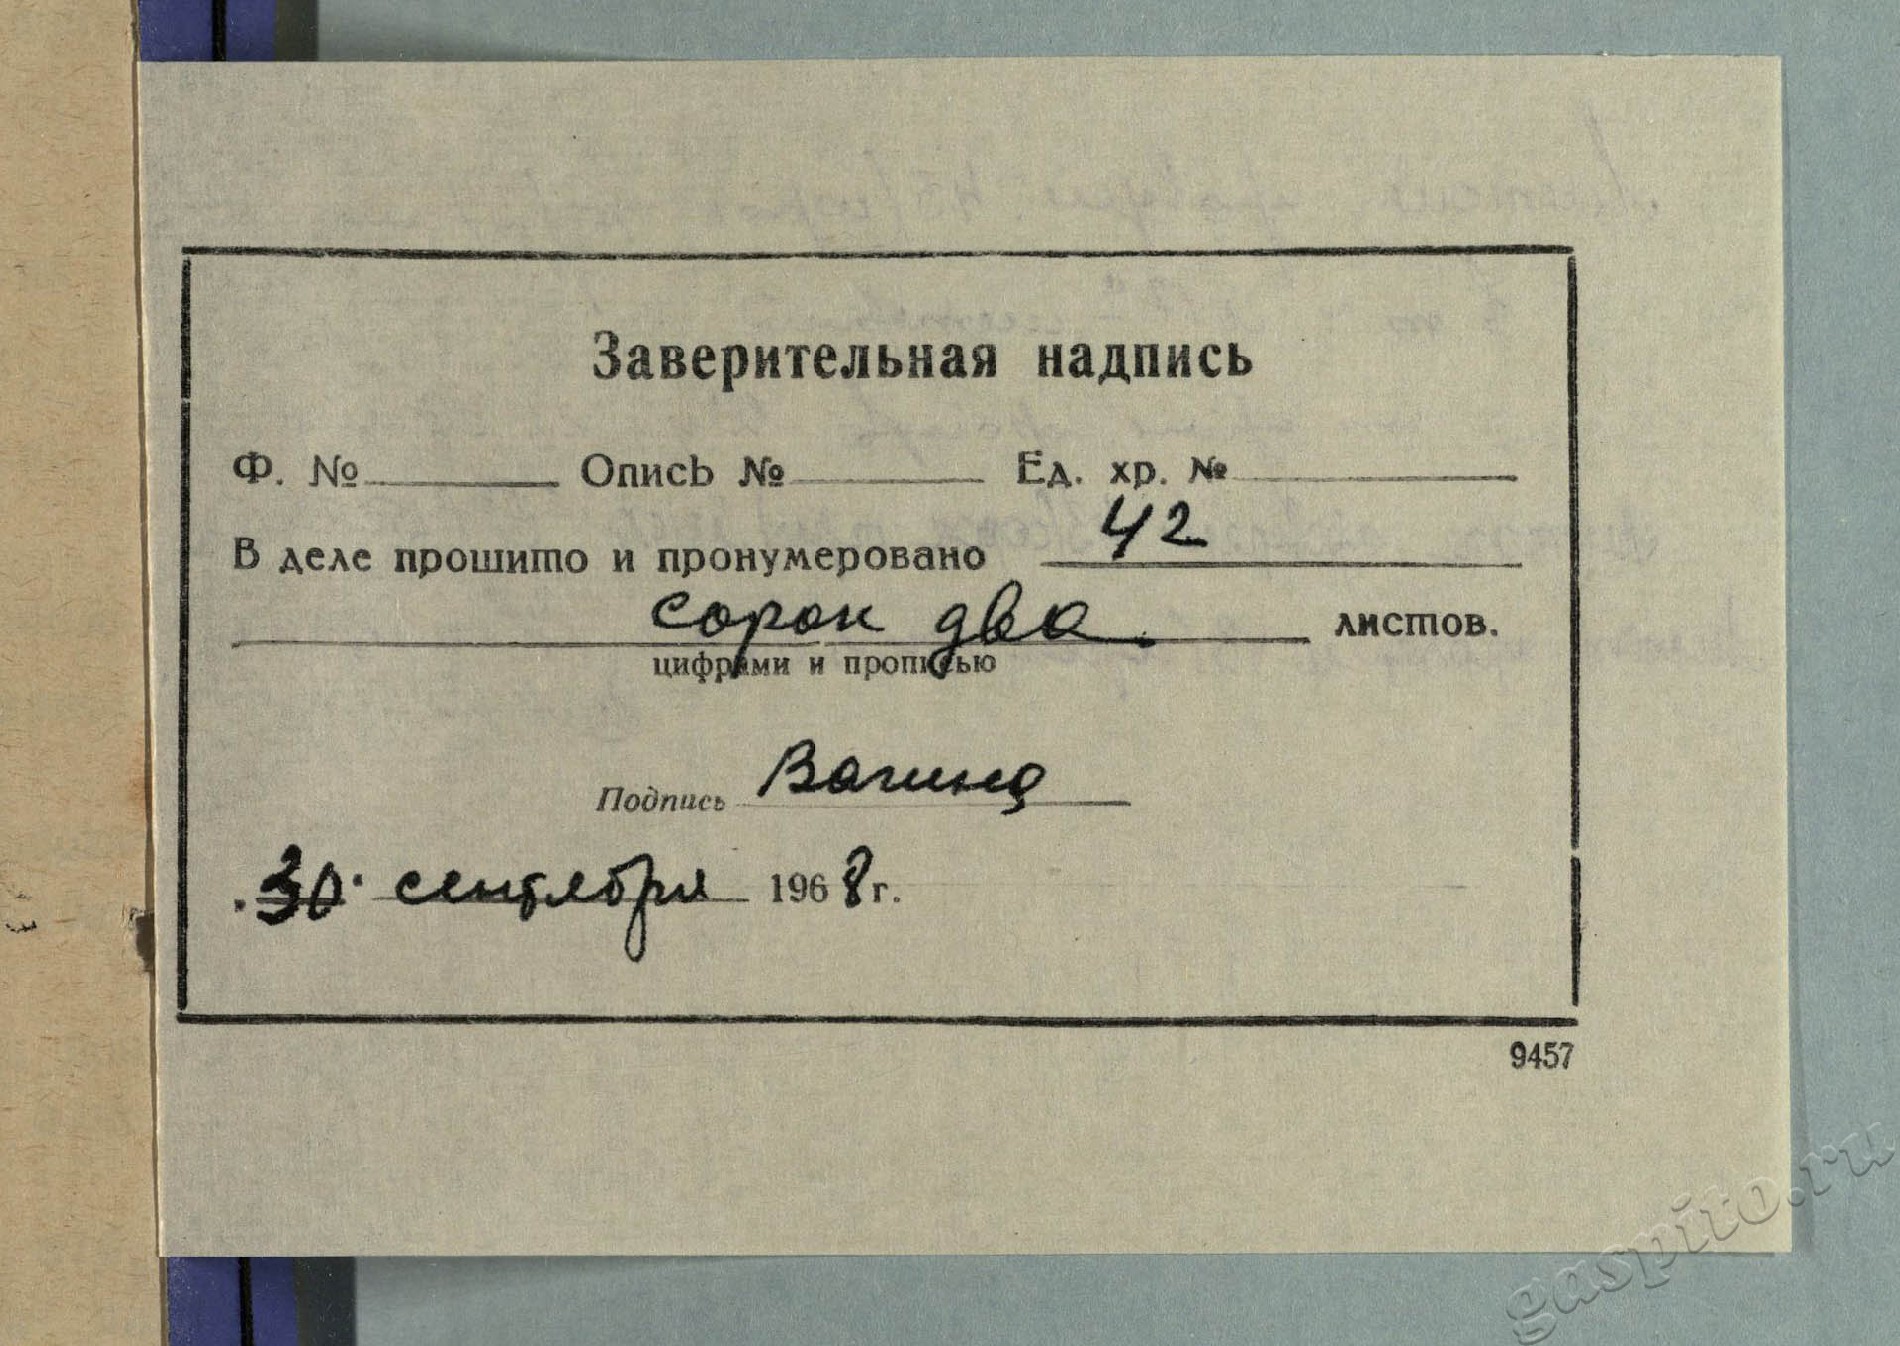 Заверительная надпись
Ф. № Опись № Ед. хр. №
В деле прошито и пронумеровано 42
сорок два листов.
цифрами и прописью
Подпись Вагина
"30" сентября 1968 г.
9457
gaspito.ru